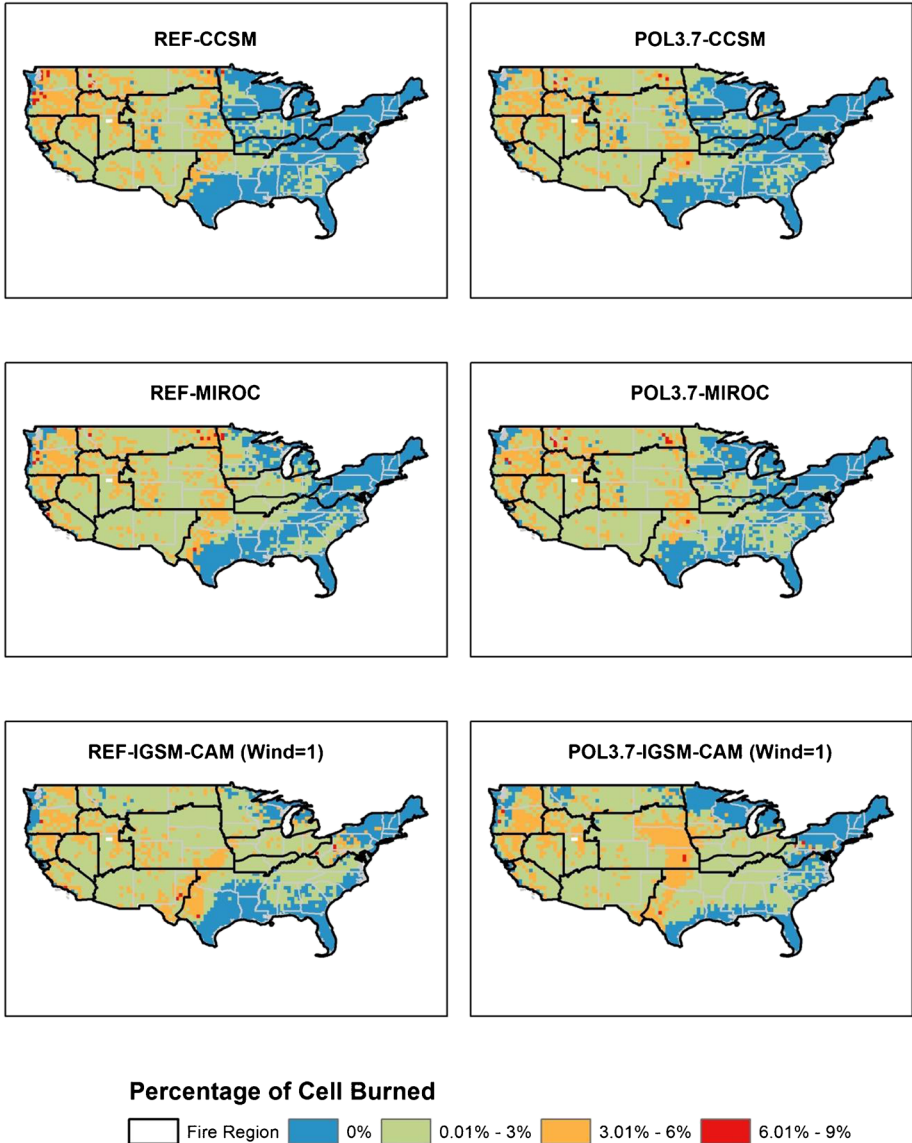 REF-CCSM
POL3.7-CCSM
REF-MIROC
POL3.7-MIROC
REF-IGSM-CAM (Wind=1)
POL3.7-IGSM-CAM (Wind=1)
Percentage of Cell Burned
Fire Region 0% 0.01% - 3% 3.01% - 6% 6.01% - 9%